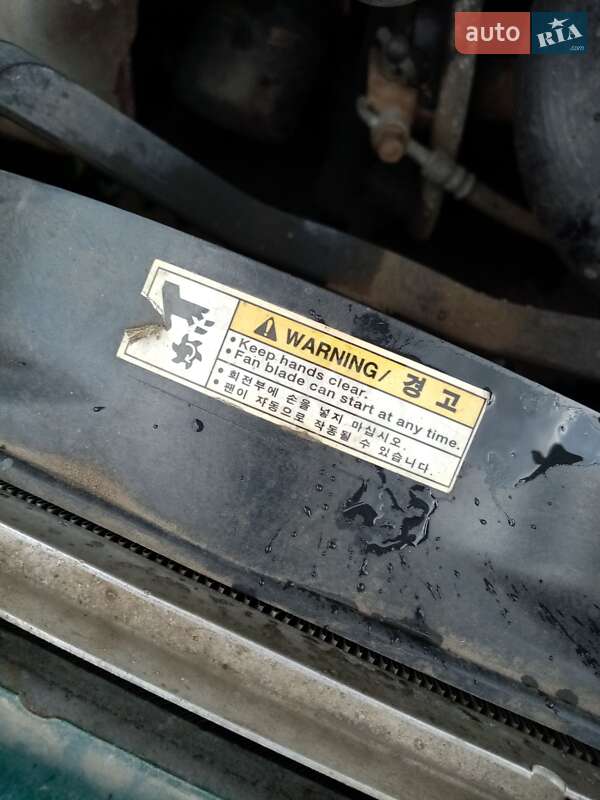 auto RIA
.com
WARNING/ 경고
• Keep hands clear.
• Fan blade can start at any time.
• 회전부에 손을 넣지 마십시오.
• 팬이 자동으로 작동될 수 있습니다.